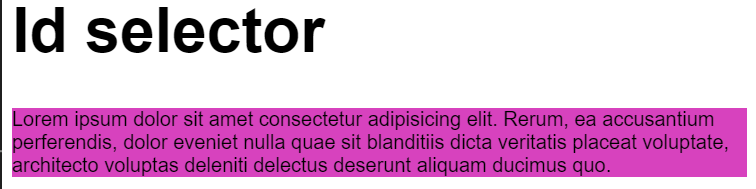 Id selector
Lorem ipsum dolor sit amet consectetur adipisicing elit. Rerum, ea accusantium
perferendis, dolor eveniet nulla quae sit blanditiis dicta veritatis placeat voluptate,
architecto voluptas deleniti delectus deserunt aliquam ducimus quo.